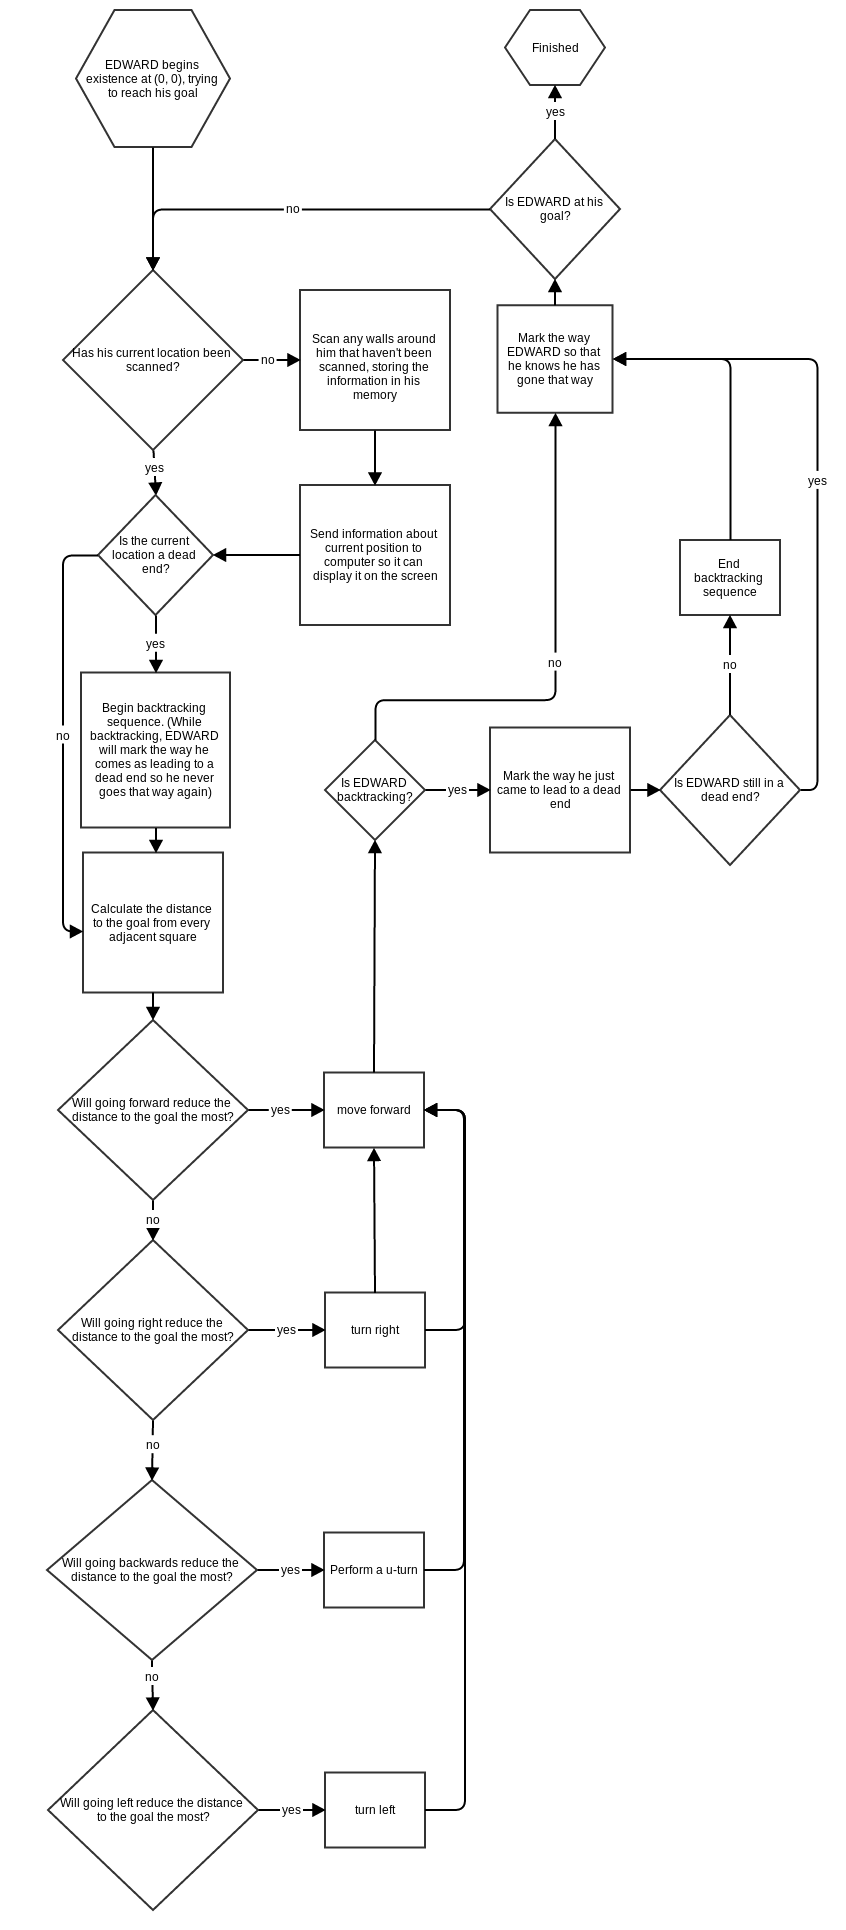 EDWARD begins
existence at (0, 0), trying
to reach his goal
Finished
yes
Is EDWARD at his
goal?
no
Has his current location been
scanned?
no
Scan any walls around
him that haven't been
scanned, storing the
information in his
memory
Mark the way
EDWARD so that
he knows he has
gone that way
yes
yes
Is the current
location a dead
end?
Send information about
current position to
computer so it can
display it on the screen
End
backtracking
sequence
yes
no
no
no
Begin backtracking
sequence. (While
backtracking, EDWARD
will mark the way he
comes as leading to a
dead end so he never
goes that way again)
Is EDWARD
backtracking?
yes
Mark the way he just
came to lead to a dead
end
Is EDWARD still in a
dead end?
Calculate the distance
to the goal from every
adjacent square
Will going forward reduce the
distance to the goal the most?
yes
move forward
no
Will going right reduce the
distance to the goal the most?
yes
turn right
no
Will going backwards reduce the
distance to the goal the most?
yes
Perform a u-turn
no
Will going left reduce the distance
to the goal the most?
yes
turn left